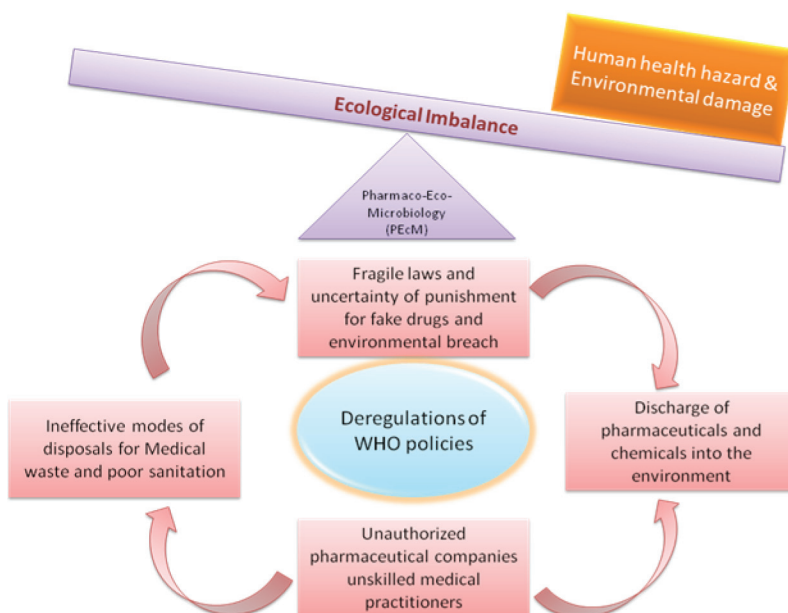 Human health hazard &
Environmental damage
Ecological Imbalance
Pharmaco-Eco-
Microbiology
(PEcM)
Fragile laws and
uncertainty of punishment
for fake drugs and
environmental breach
Ineffective modes of
disposals for Medical
waste and poor sanitation
Deregulations of
WHO policies
Discharge of
pharmaceuticals and
chemicals into the
environment
Unauthorized
pharmaceutical companies
unskilled medical
practitioners